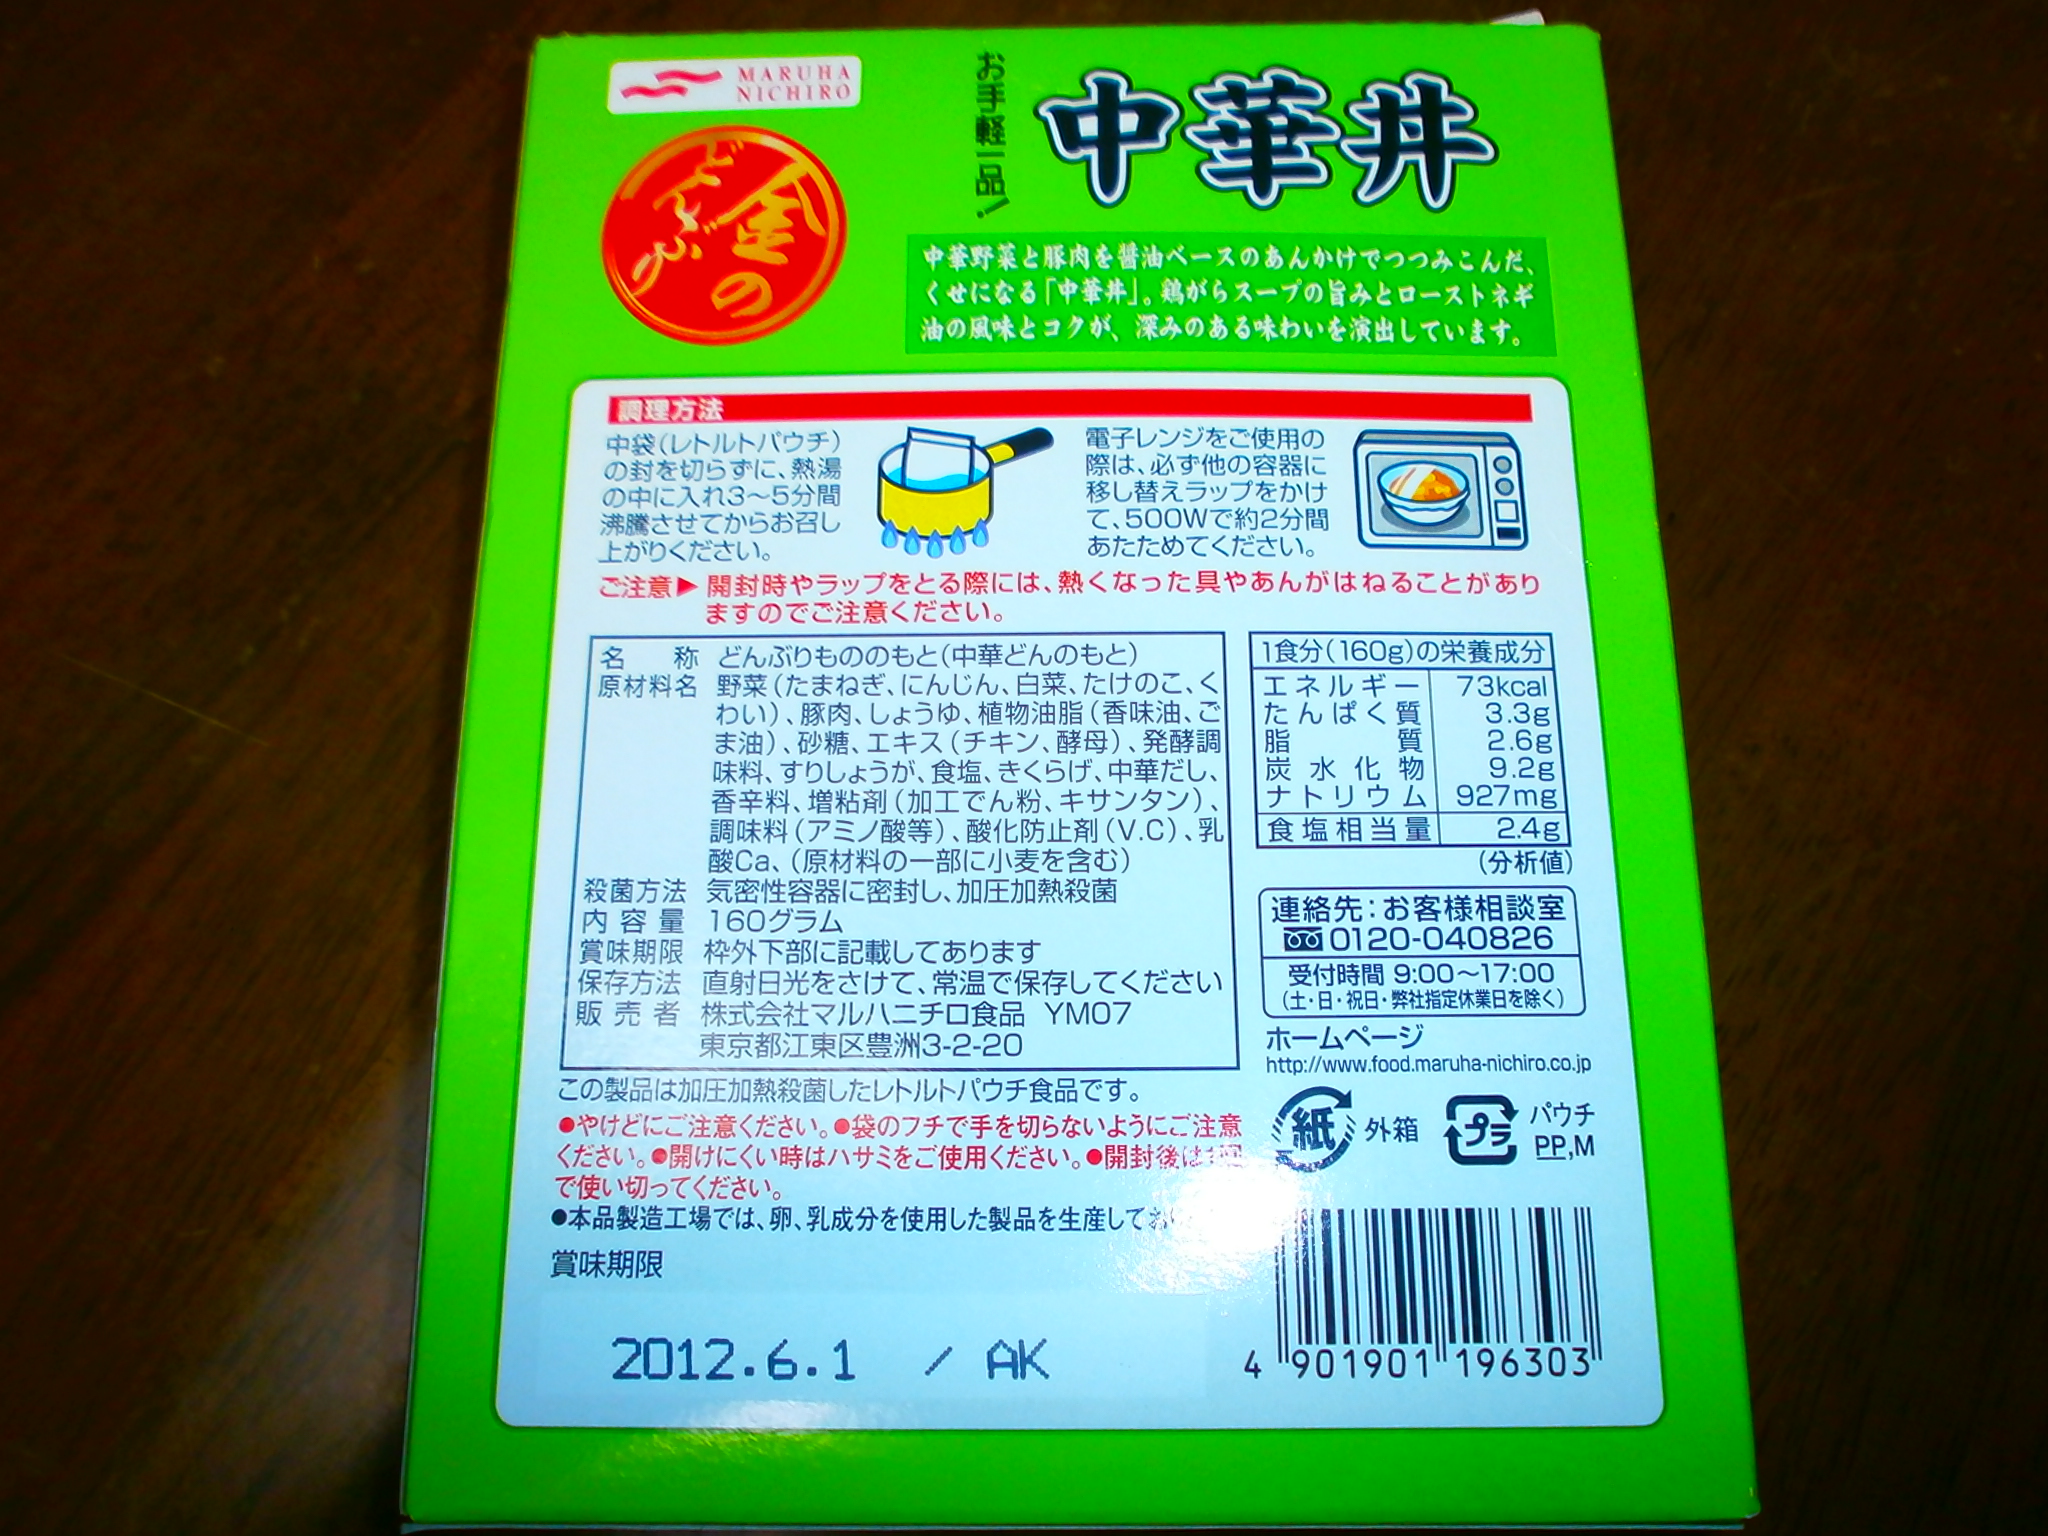 MARUHA
NICHIRO
金の
どんぶり
お手軽一品!
中華丼
中華野菜と豚肉を醤油ベースのあんかけでつつみこんだ、
くせになる「中華丼」。鶏がらスープの旨みとローストネギ
油の風味とコクが、深みのある味わいを演出しています。
調理方法
中袋(レトルトパウチ)
の封を切らずに、熱湯
の中に入れ3〜5分間
沸騰させてからお召し
上がりください。
電子レンジをご使用の
際は、必ず他の容器に
移し替えラップをかけ
て、500Wで約2分間
あたためてください。
ご注意▶開封時やラップをとる際には、熱くなった具やあんがはねることがあり
ますのでご注意ください。
名称 どんぶりもののもと(中華どんのもと)
原材料名 野菜(たまねぎ、にんじん、白菜、たけのこ、く
わい)、豚肉、しょうゆ、植物油脂(香味油、ご
ま油)、砂糖、エキス(チキン、酵母)、発酵調
味料、すりしょうが、食塩、きくらげ、中華だし、
香辛料、増粘剤(加工でん粉、キサンタン)、
調味料(アミノ酸等)、酸化防止剤(V.C)、乳
酸Ca、(原材料の一部に小麦を含む)
殺菌方法 気密性容器に密封し、加圧加熱殺菌
内容量 160グラム
賞味期限 枠外下部に記載してあります
保存方法 直射日光をさけて、常温で保存してください
販売者 株式会社マルハニチロ食品 YM07
東京都江東区豊洲3-2-20
1食分(160g)の栄養成分
エネルギー 73kcal
たんぱく質 3.3g
脂質 2.6g
炭水化物 9.2g
ナトリウム 927mg
食塩相当量 2.4g
(分析値)
連絡先:お客様相談室
0120-040826
受付時間 9:00〜17:00
(土・日・祝日・弊社指定休業日を除く)
ホームページ
http://www.food.maruha-nichiro.co.jp
紙 外箱
プラ パウチ
PP,M
この製品は加圧加熱殺菌したレトルトパウチ食品です。
●やけどにご注意ください。●袋のフチで手を切らないようにご注意
ください。●開けにくい時はハサミをご使用ください。●開封後は1回
で使い切ってください。
●本品製造工場では、卵、乳成分を使用した製品を生産して
賞味期限
2012.6.1 / AK
4 901901 196303